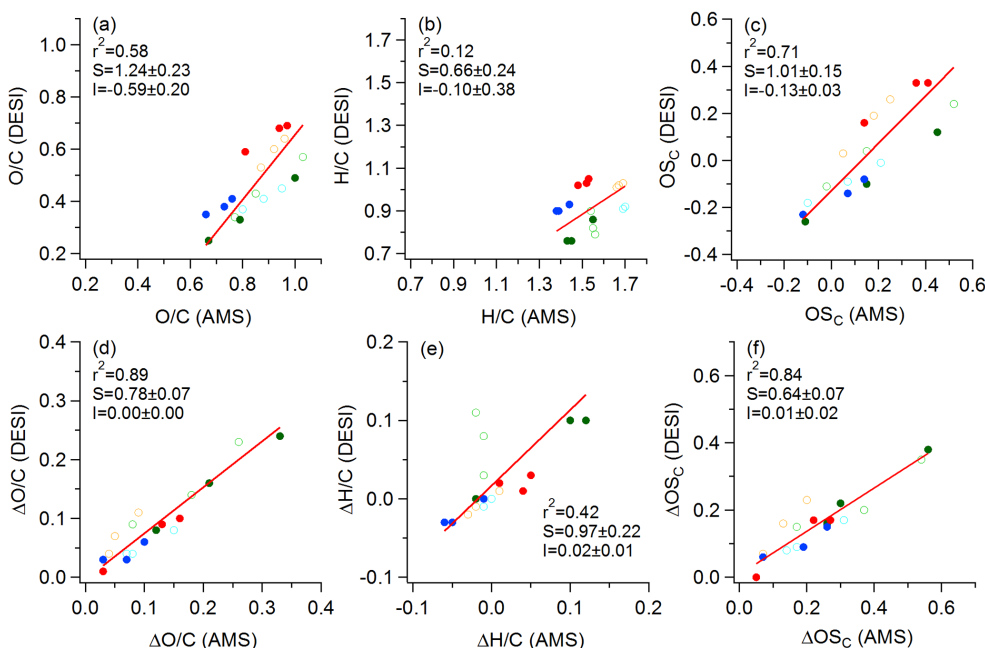 (a)
r²=0.58
S=1.24±0.23
I=-0.59±0.20
1.0
0.8
0.6
0.4
0.2
O/C (DESI)
0.2 0.4 0.6 0.8 1.0
O/C (AMS)
(b)
r²=0.12
S=0.66±0.24
I=-0.10±0.38
1.7
1.5
1.3
1.1
0.9
0.7
H/C (DESI)
0.7 0.9 1.1 1.3 1.5 1.7
H/C (AMS)
(c)
r²=0.71
S=1.01±0.15
I=-0.13±0.03
0.6
0.4
0.2
0.0
-0.2
-0.4
OS_C (DESI)
-0.4 -0.2 0.0 0.2 0.4 0.6
OS_C (AMS)
(d)
r²=0.89
S=0.78±0.07
I=0.00±0.00
0.4
0.3
0.2
0.1
0.0
ΔO/C (DESI)
0.0 0.1 0.2 0.3 0.4
ΔO/C (AMS)
(e)
r²=0.42
S=0.97±0.22
I=0.02±0.01
0.2
0.1
0.0
-0.1
ΔH/C (DESI)
-0.1 0.0 0.1 0.2
ΔH/C (AMS)
(f)
r²=0.84
S=0.64±0.07
I=0.01±0.02
0.6
0.4
0.2
0.0
ΔOS_C (DESI)
0.0 0.2 0.4 0.6
ΔOS_C (AMS)